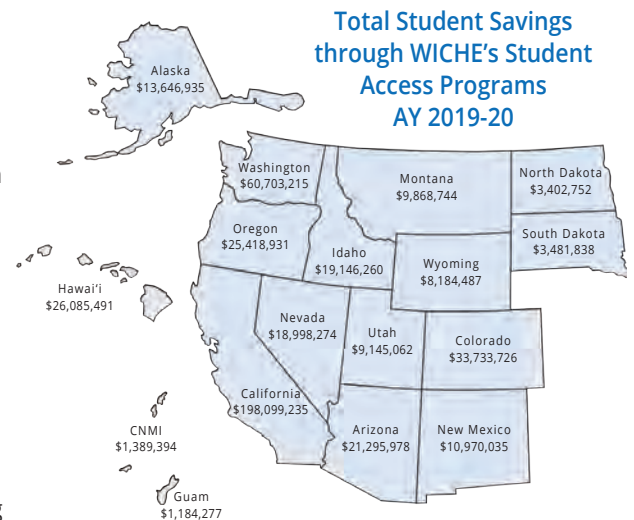 Total Student Savings
through WICHE's Student
Access Programs
AY 2019-20
Alaska
$13,646,935
Washington
$60,703,215
Montana
$9,868,744
North Dakota
$3,402,752
Oregon
$25,418,931
Idaho
$19,146,260
South Dakota
$3,481,838
Wyoming
$8,184,487
Hawai‘i
$26,085,491
Nevada
$18,998,274
Utah
$9,145,062
Colorado
$33,733,726
California
$198,099,235
Arizona
$21,295,978
New Mexico
$10,970,035
CNMI
$1,389,394
Guam
$1,184,277